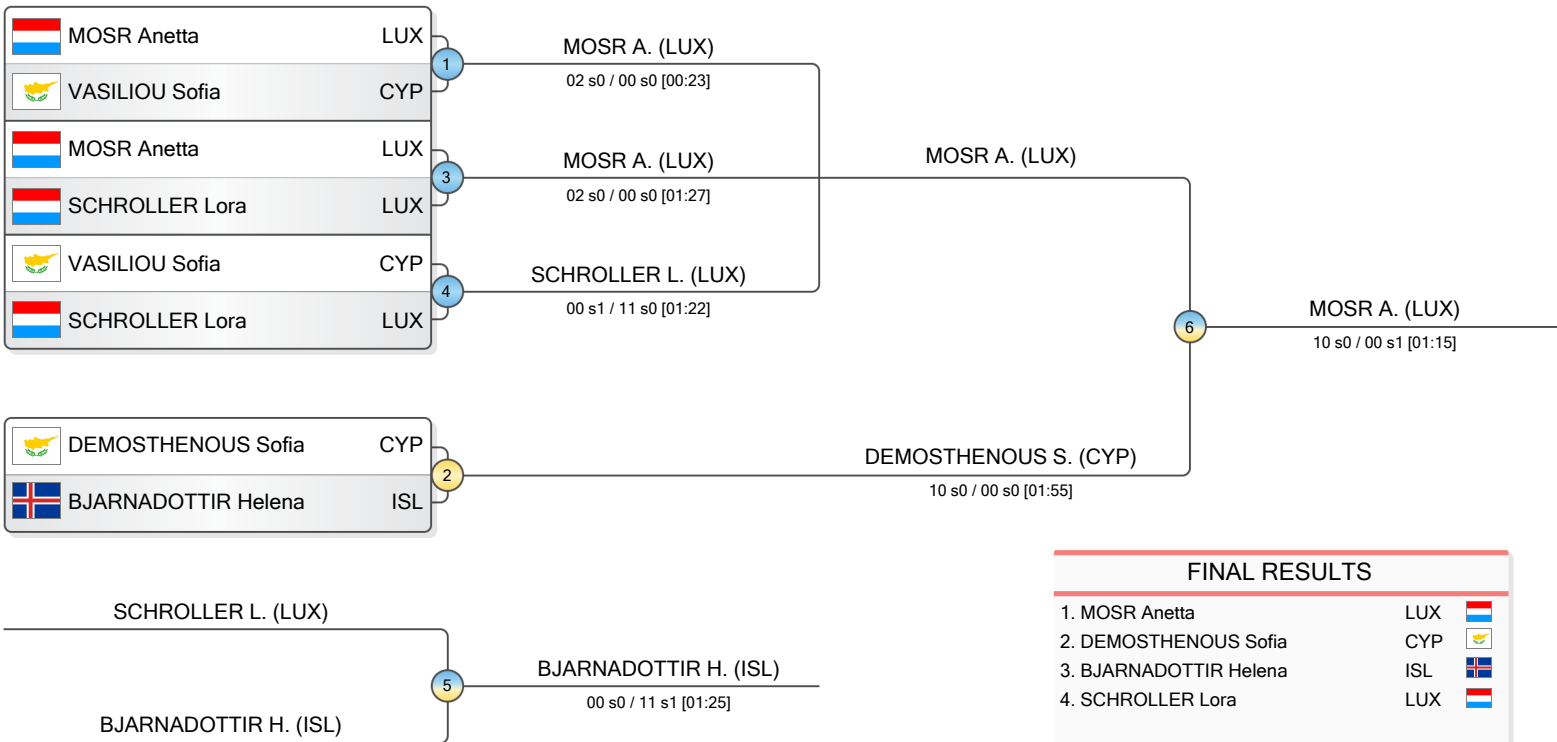 MOSR Anetta LUX
VASILIOU Sofia CYP
1
MOSR A. (LUX)
02 s0 / 00 s0 [00:23]
MOSR Anetta LUX
SCHROLLER Lora LUX
3
MOSR A. (LUX)
02 s0 / 00 s0 [01:27]
MOSR A. (LUX)
VASILIOU Sofia CYP
SCHROLLER Lora LUX
4
SCHROLLER L. (LUX)
00 s1 / 11 s0 [01:22]
6
MOSR A. (LUX)
10 s0 / 00 s1 [01:15]
DEMOSTHENOUS Sofia CYP
BJARNADOTTIR Helena ISL
2
DEMOSTHENOUS S. (CYP)
10 s0 / 00 s0 [01:55]
SCHROLLER L. (LUX)
BJARNADOTTIR H. (ISL)
5
BJARNADOTTIR H. (ISL)
00 s0 / 11 s1 [01:25]
FINAL RESULTS
1. MOSR Anetta LUX
2. DEMOSTHENOUS Sofia CYP
3. BJARNADOTTIR Helena ISL
4. SCHROLLER Lora LUX